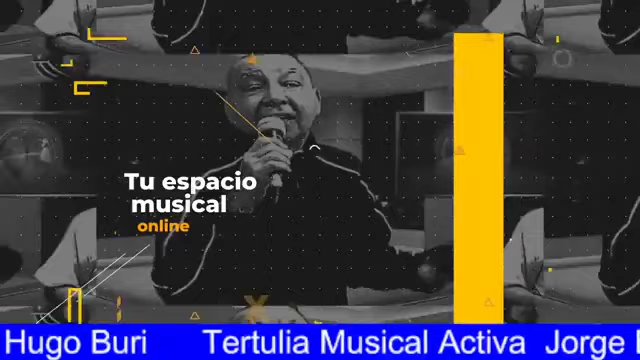 Tu espacio
musical
online
Hugo Buri Tertulia Musical Activa Jorge